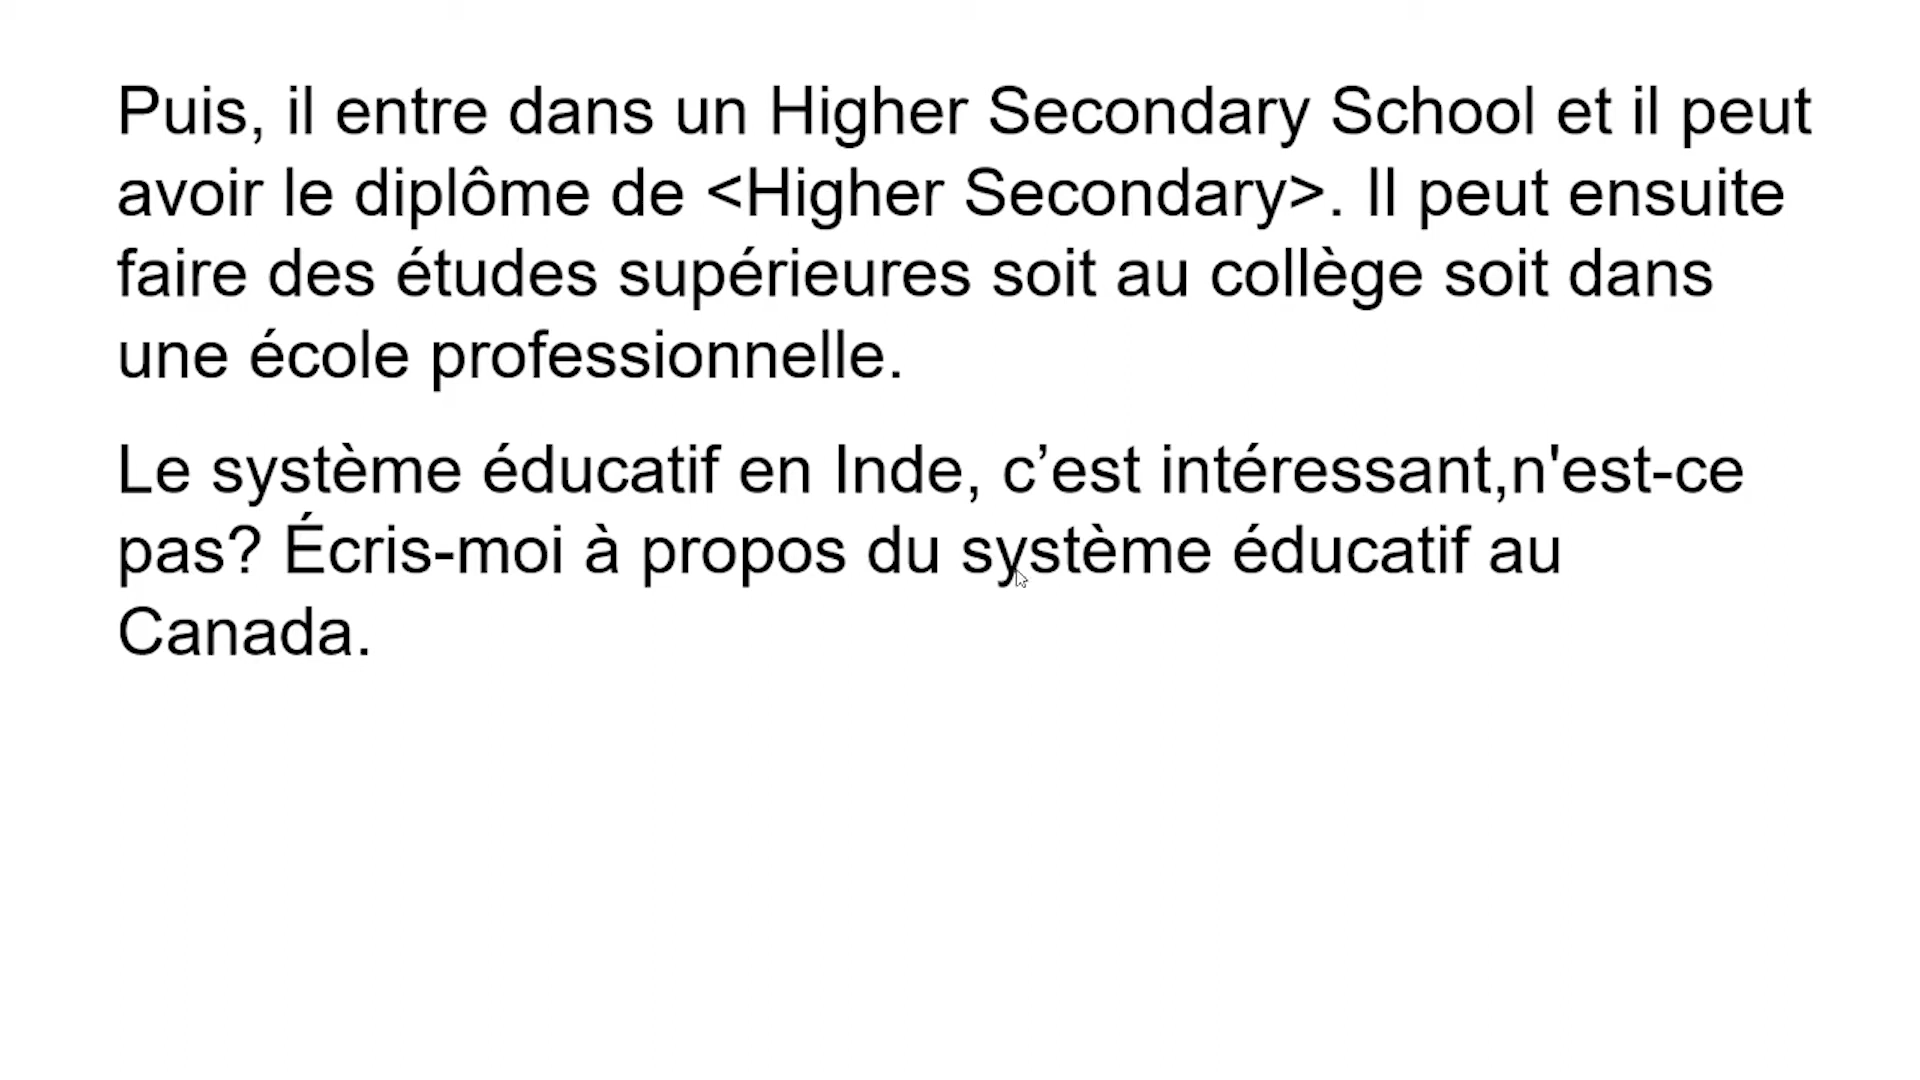 Puis, il entre dans un Higher Secondary School et il peut
avoir le diplôme de <Higher Secondary>. Il peut ensuite
faire des études supérieures soit au collège soit dans
une école professionnelle.
Le système éducatif en Inde, c’est intéressant,n'est-ce
pas? Écris-moi à propos du système éducatif au
Canada.